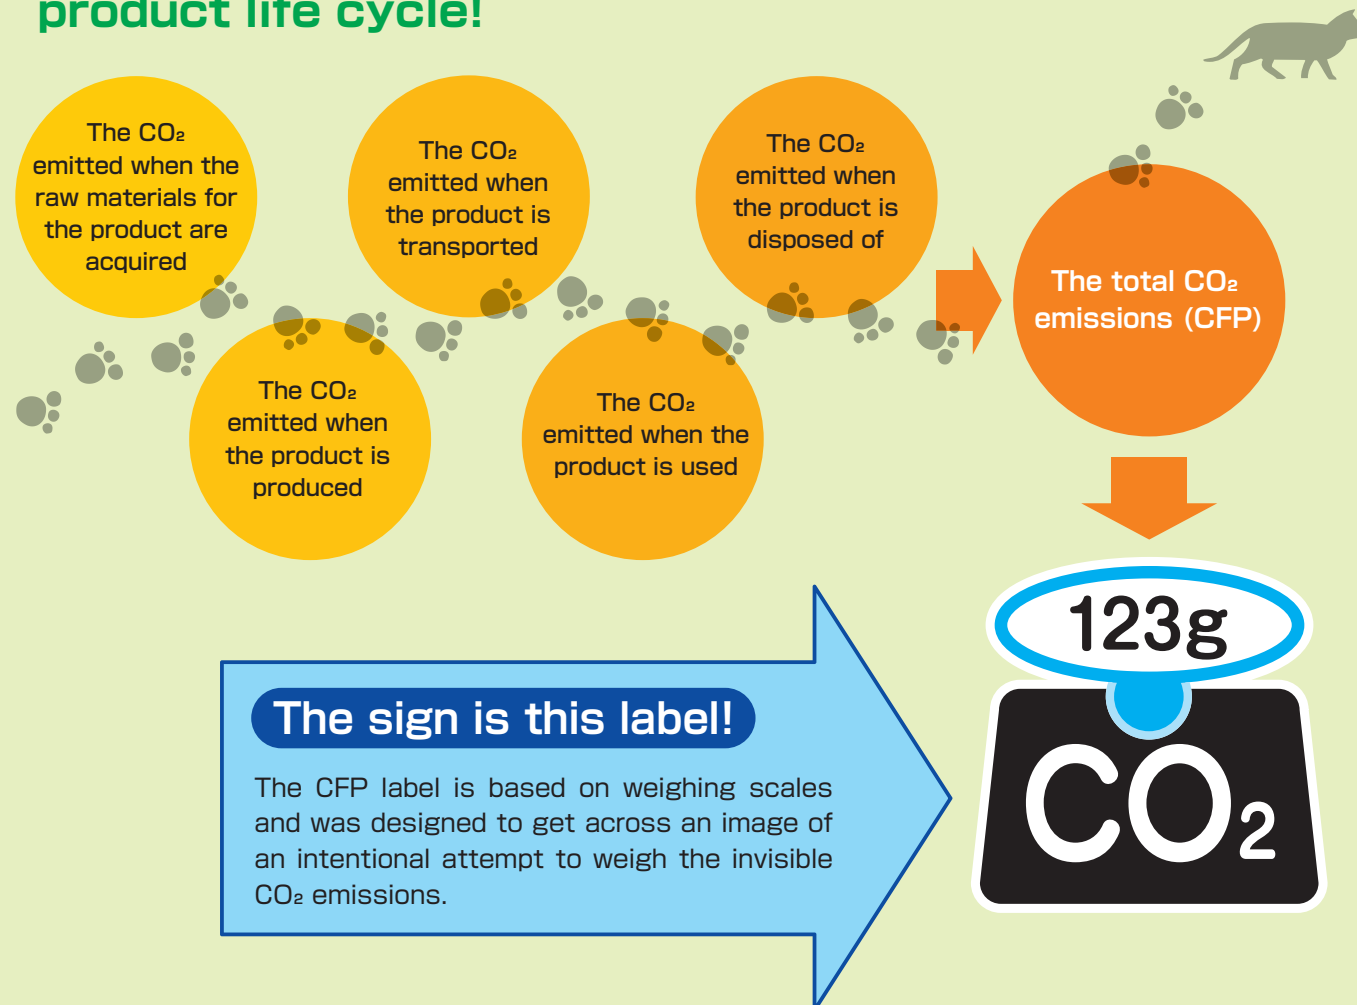 product life cycle!
The CO₂
emitted when the
raw materials for
the product are
acquired
The CO₂
emitted when
the product is
produced
The CO₂
emitted when
the product is
transported
The CO₂
emitted when the
product is used
The CO₂
emitted when
the product is
disposed of
The total CO₂
emissions (CFP)
The sign is this label!
The CFP label is based on weighing scales
and was designed to get across an image of
an intentional attempt to weigh the invisible
CO₂ emissions.
123g
CO₂